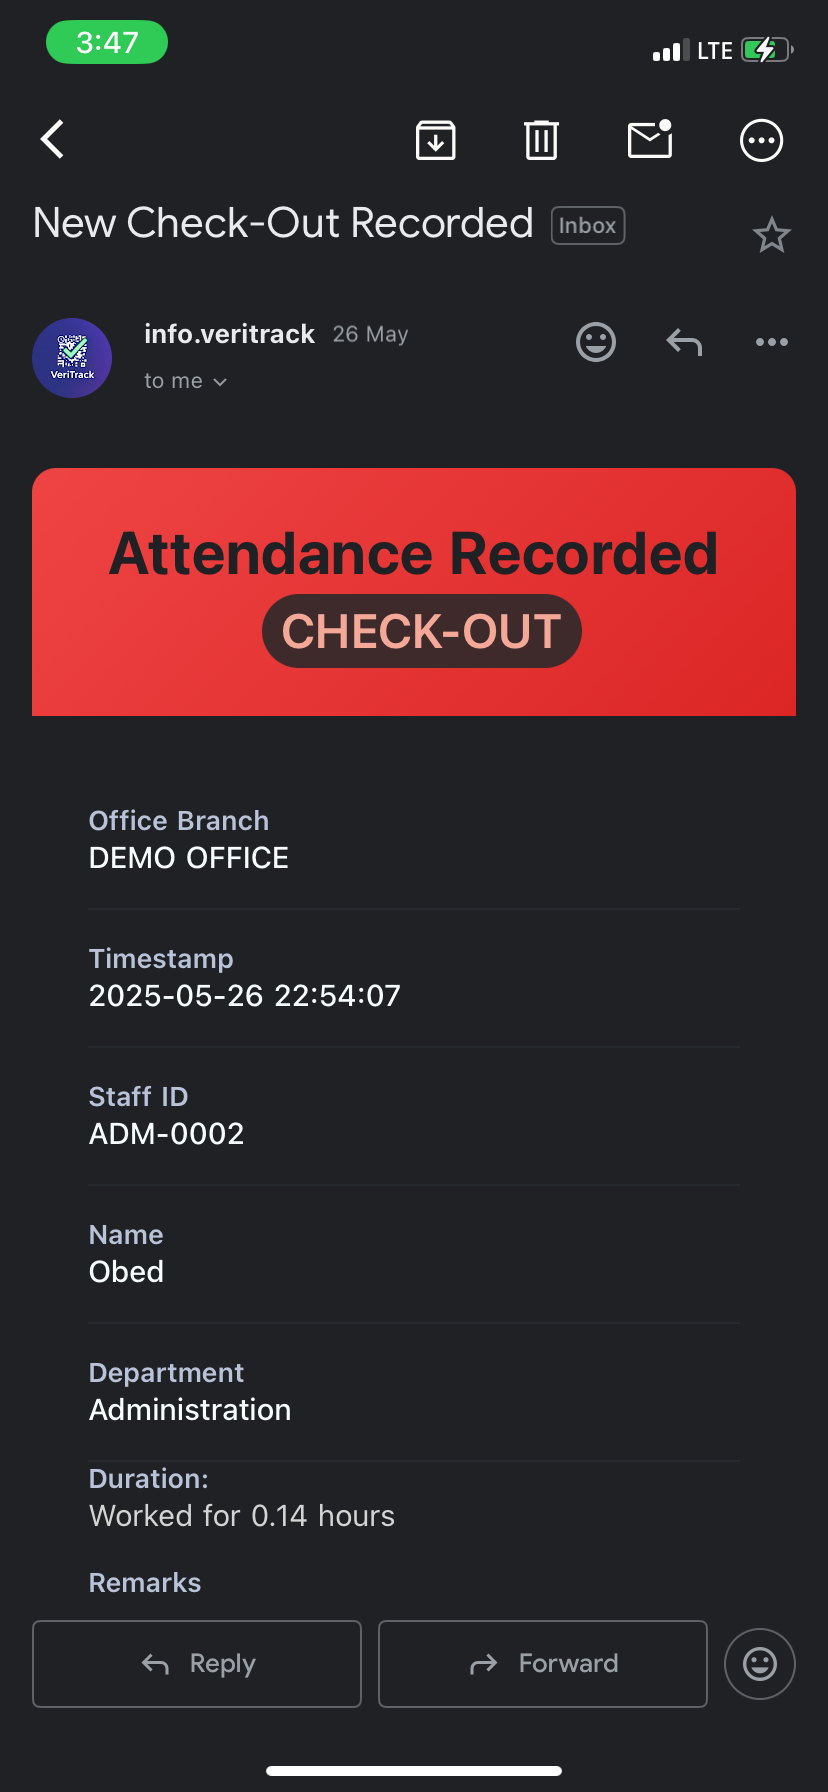 3:47
LTE
New Check-Out Recorded Inbox
info.veritrack 26 May
VeriTrack
to me
Attendance Recorded
CHECK-OUT
Office Branch
DEMO OFFICE
Timestamp
2025-05-26 22:54:07
Staff ID
ADM-0002
Name
Obed
Department
Administration
Duration:
Worked for 0.14 hours
Remarks
Reply Forward